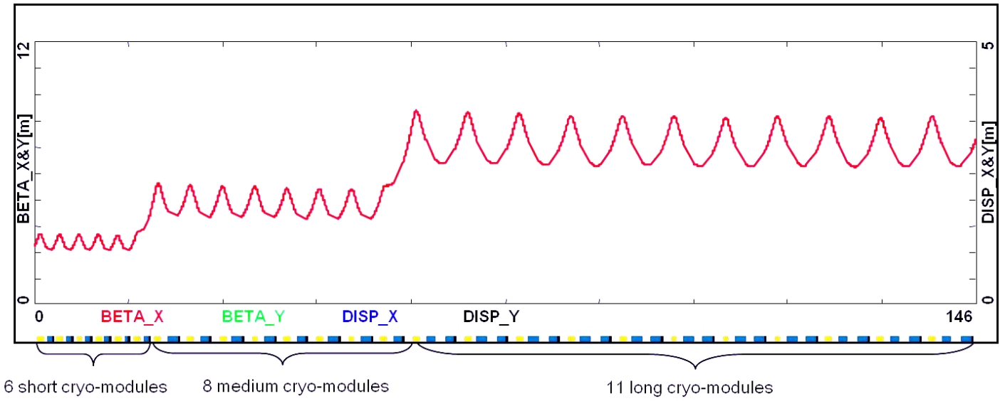 12
5
BETA_X&Y[m]
DISP_X&Y[m]
0
0
0
BETA_X
BETA_Y
DISP_X
DISP_Y
146
6 short cryo-modules
8 medium cryo-modules
11 long cryo-modules